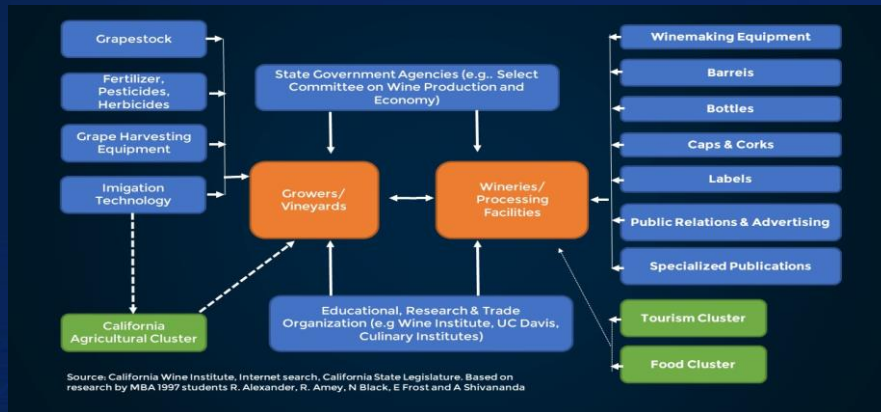 Grapestock
Fertilizer,
Pesticides,
Herbicides
Grape Harvesting
Equipment
Imigation
Technology
California
Agricultural Cluster
State Government Agencies (e.g.. Select
Committee on Wine Production and
Economy)
Growers/
Vineyards
Wineries/
Processing
Facilities
Educational, Research & Trade
Organization (e.g Wine Institute, UC Davis,
Culinary Institutes)
Winemaking Equipment
Barreis
Bottles
Caps & Corks
Labels
Public Relations & Advertising
Specialized Publications
Tourism Cluster
Food Cluster
Source: California Wine Institute, Internet search, California State Legislature. Based on
research by MBA 1997 students R. Alexander, R. Amey, N Black, E Frost and A Shivananda